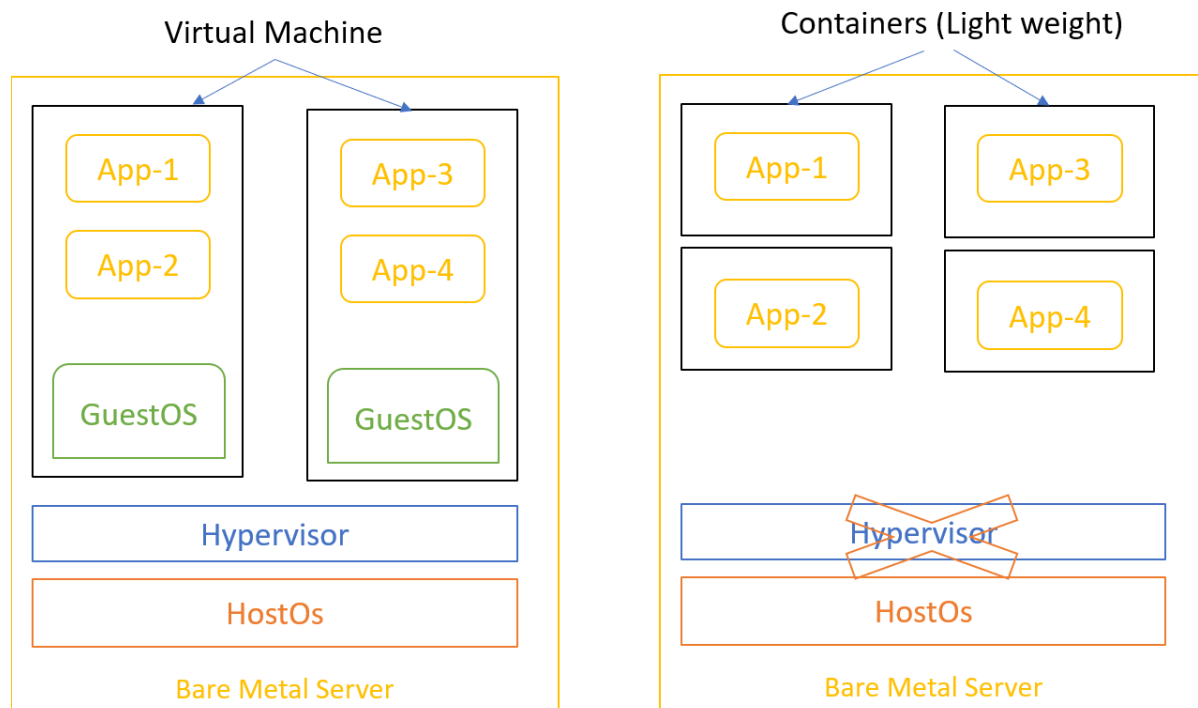 Virtual Machine
App-1
App-2
GuestOS
App-3
App-4
GuestOS
Hypervisor
HostOs
Bare Metal Server
Containers (Light weight)
App-1
App-3
App-2
App-4
Hypervisor
HostOs
Bare Metal Server